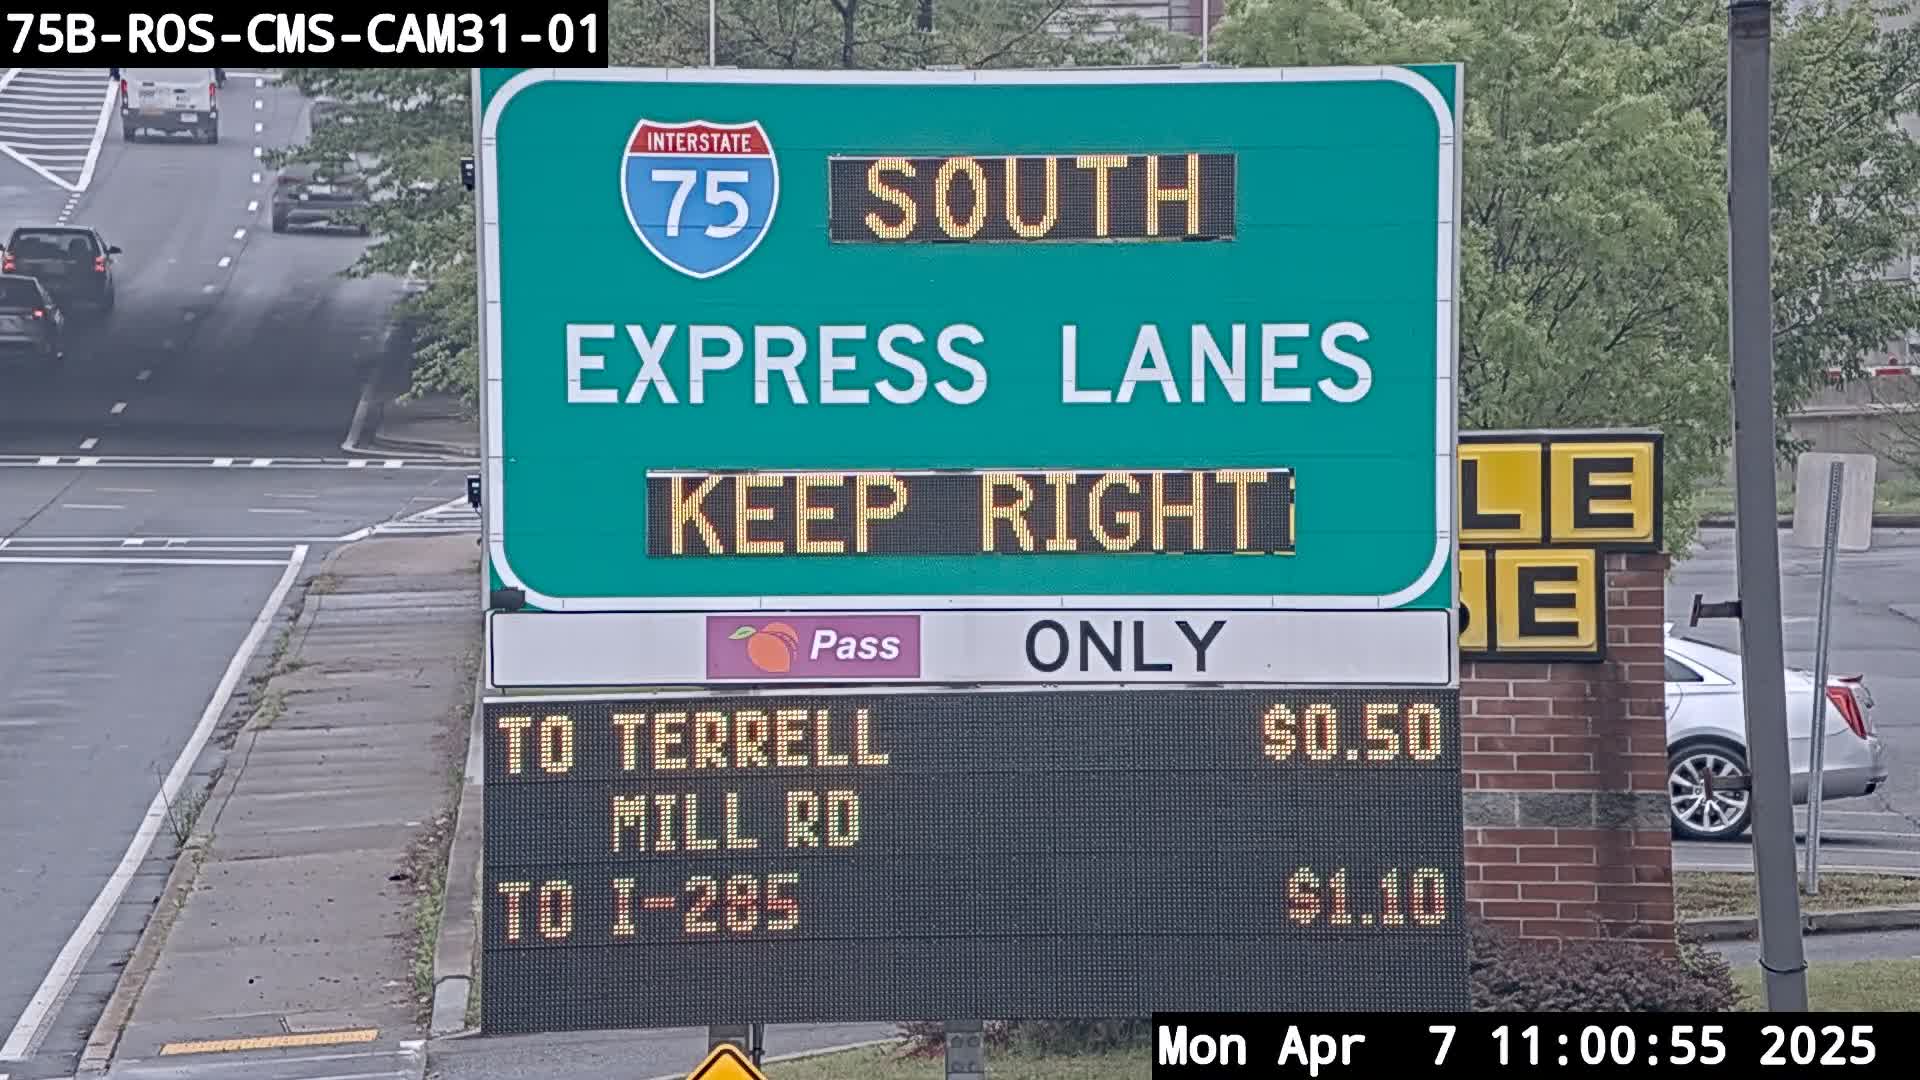 75B-ROS-CMS-CAM31-01
INTERSTATE
75
SOUTH
EXPRESS LANES
KEEP RIGHT
Pass ONLY
TO TERRELL $0.50
MILL RD
TO I-285 $1.10
LE
E
Mon Apr 7 11:00:55 2025